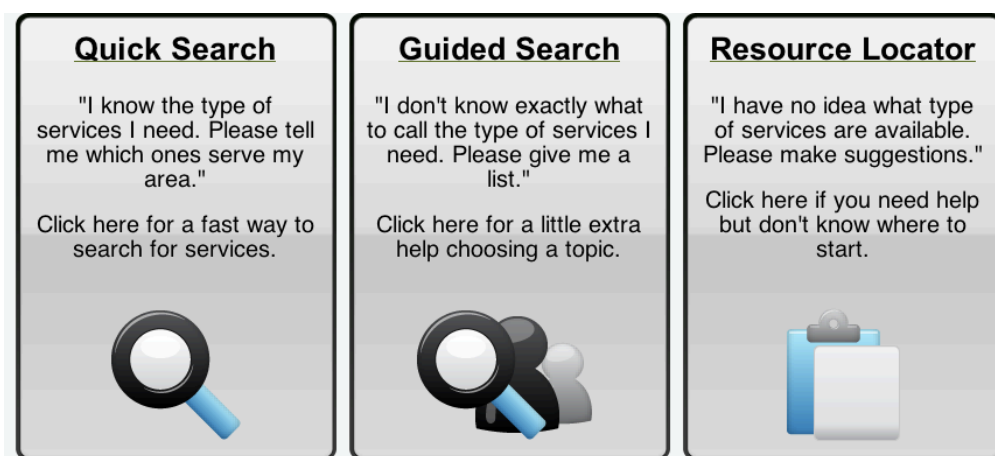 Quick Search
"I know the type of
services I need. Please tell
me which ones serve my
area."
Click here for a fast way to
search for services.
Guided Search
"I don't know exactly what
to call the type of services I
need. Please give me a
list."
Click here for a little extra
help choosing a topic.
Resource Locator
"I have no idea what type
of services are available.
Please make suggestions."
Click here if you need help
but don't know where to
start.